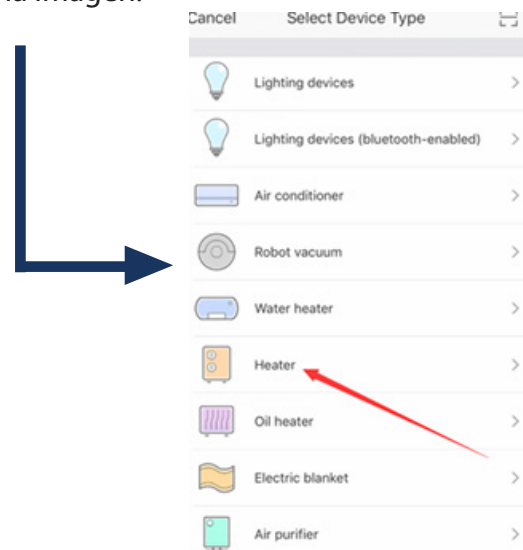 Cancel Select Device Type
Lighting devices
Lighting devices (bluetooth-enabled)
Air conditioner
Robot vacuum
Water heater
Heater
Oil heater
Electric blanket
Air purifier